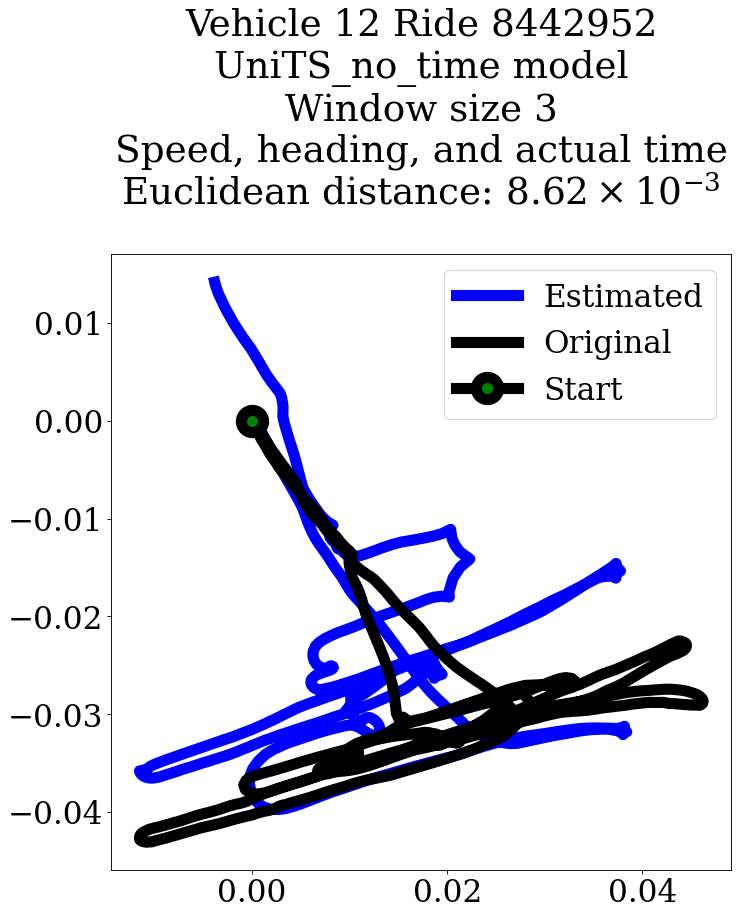 Vehicle 12 Ride 8442952
UniTS_no_time model
Window size 3
Speed, heading, and actual time
Euclidean distance: 8.62 × 10⁻³
Estimated
Original
Start
0.01
0.00
−0.01
−0.02
−0.03
−0.04
0.00
0.02
0.04